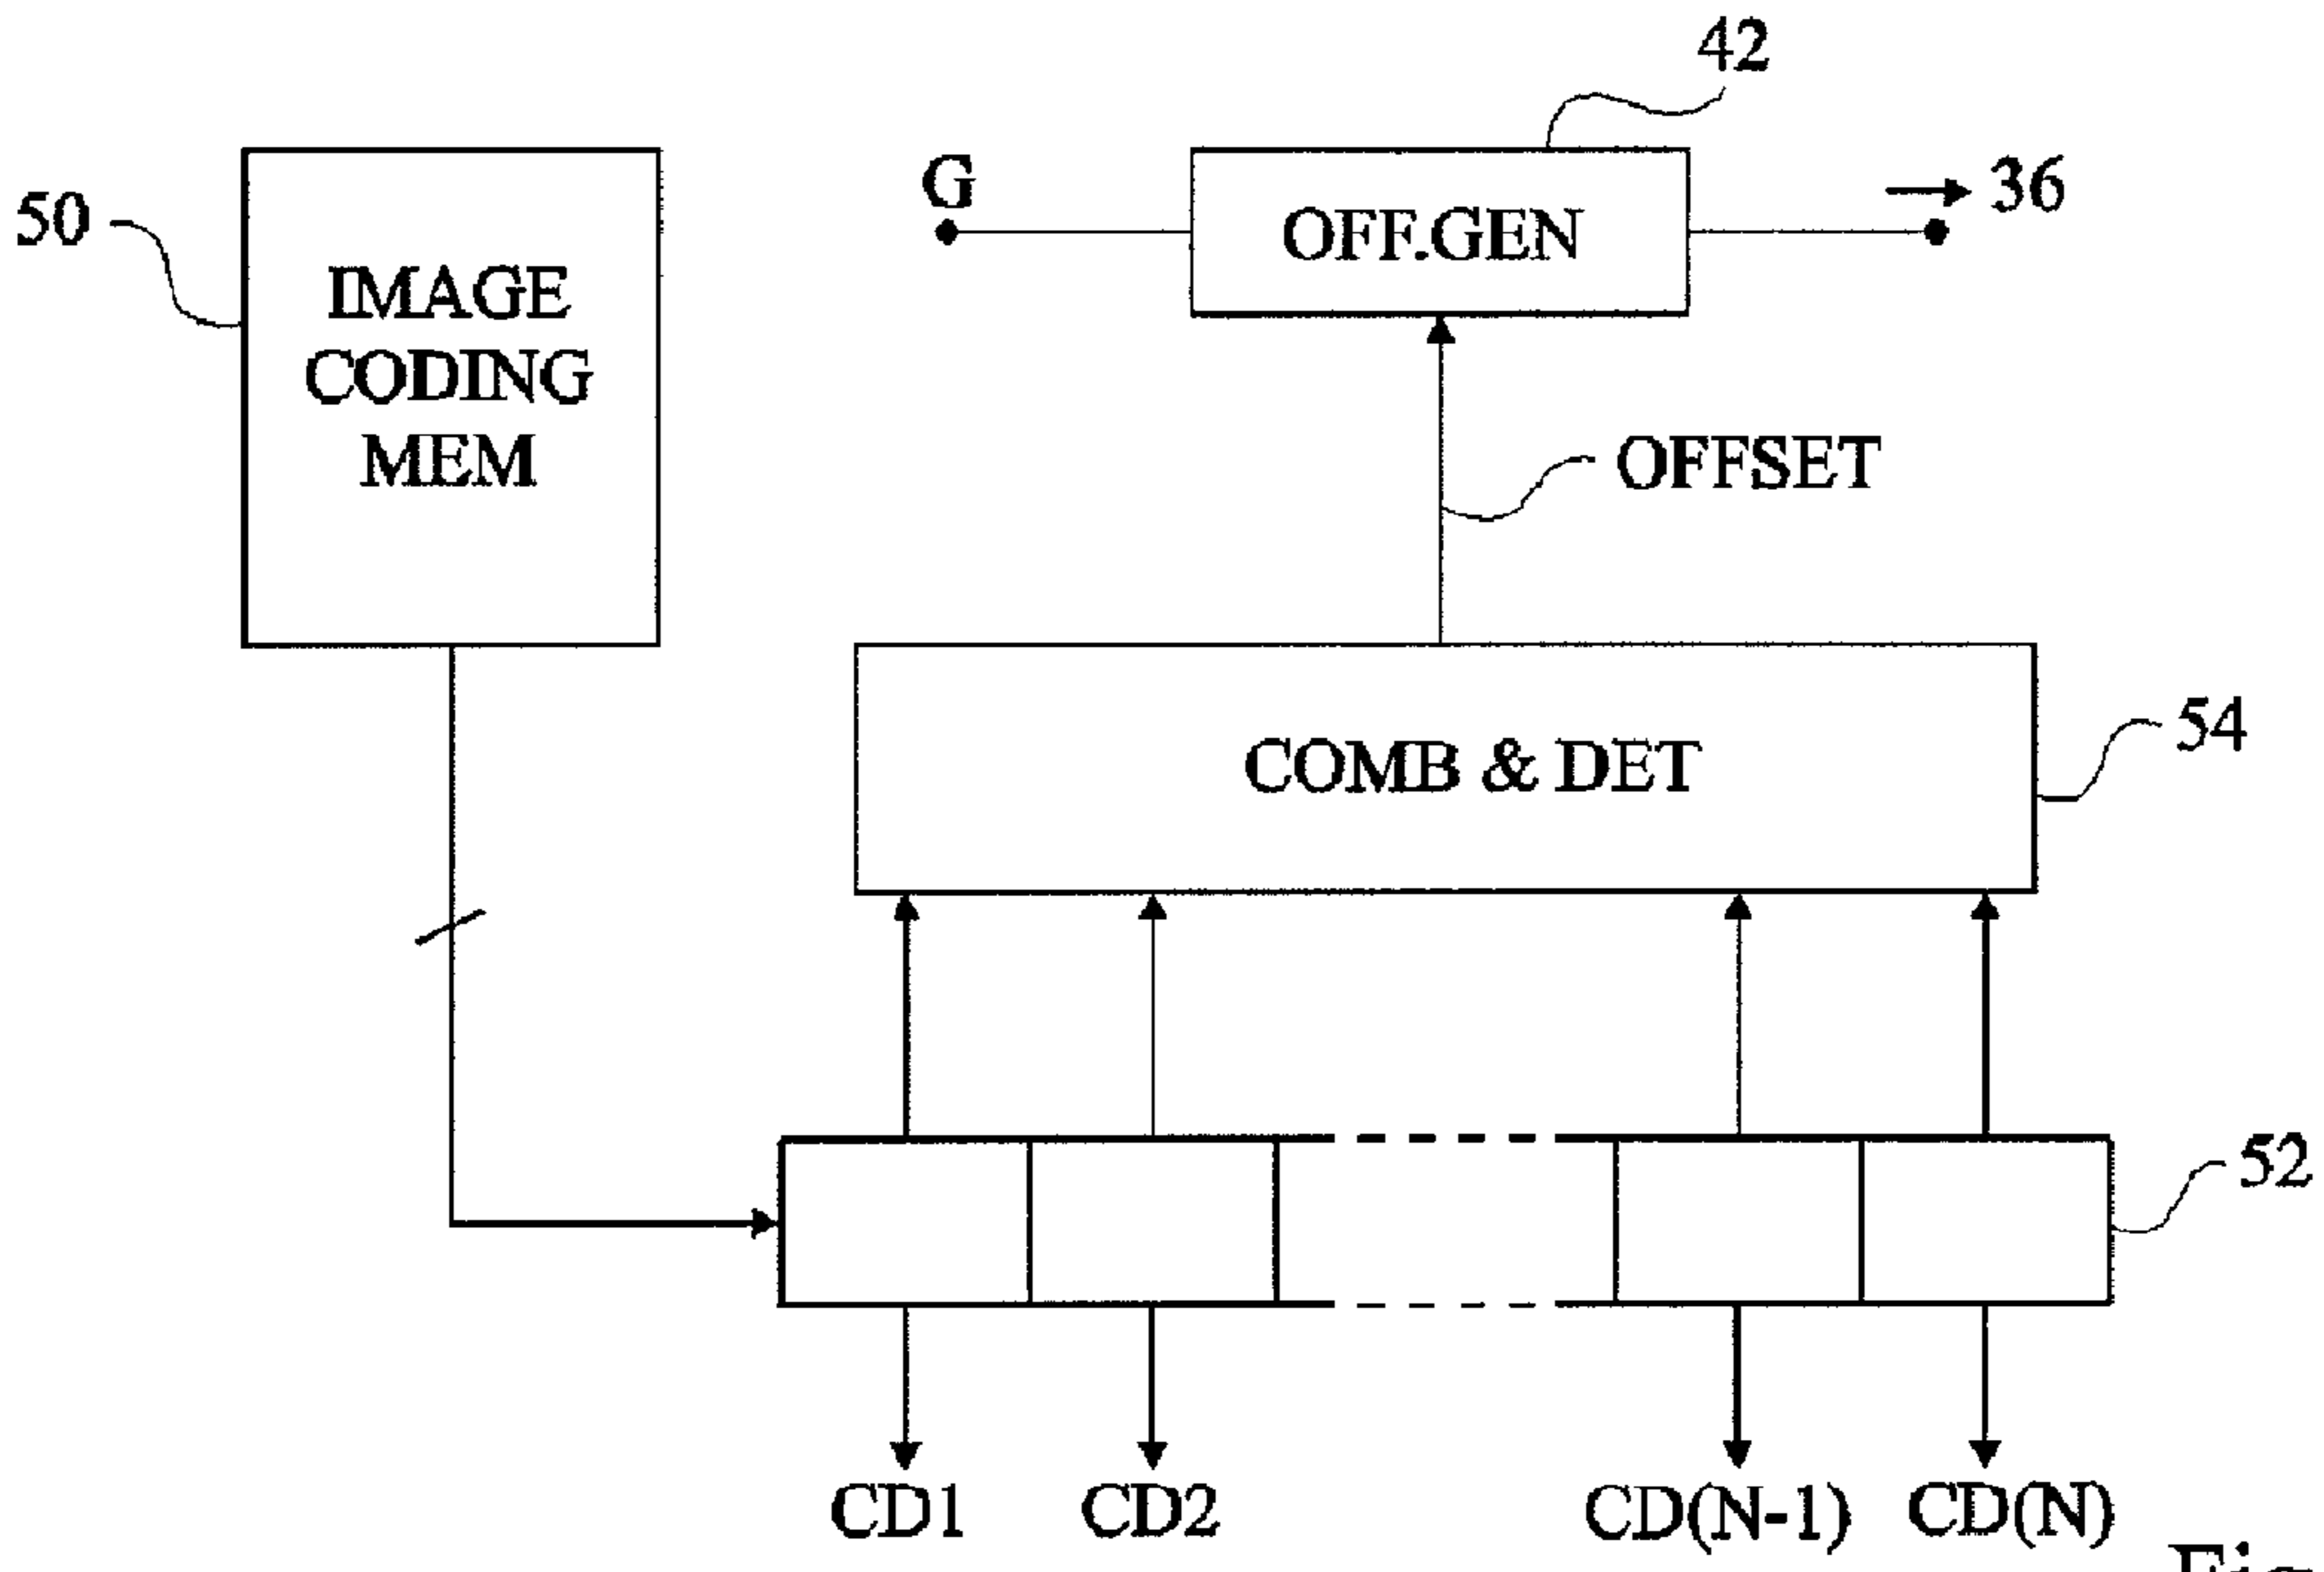 42
50
IMAGE
CODING
MEM
G
OFF.GEN
36
OFFSET
COMB & DET
54
52
CD1
CD2
CD(N-1)
CD(N)